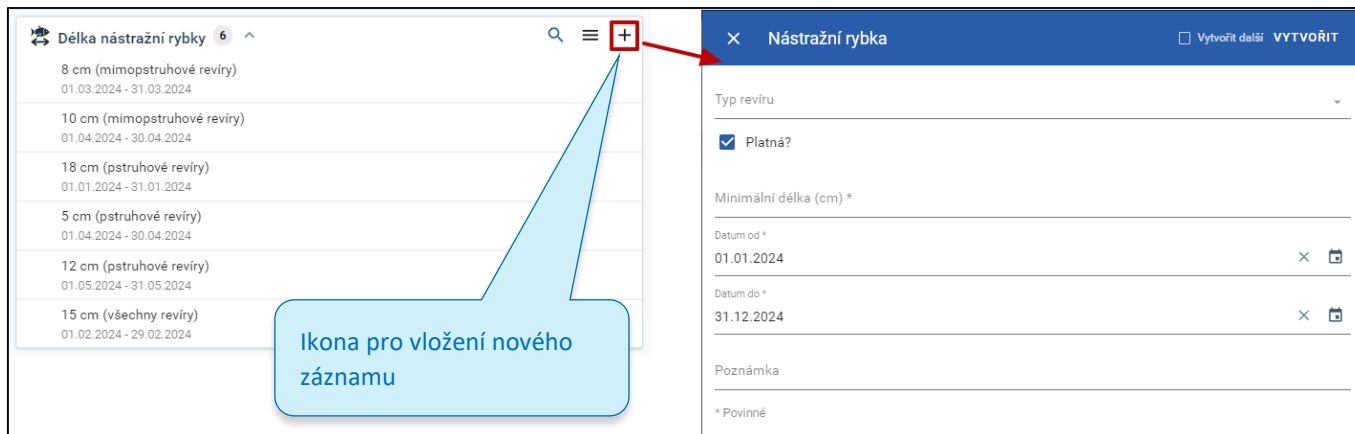 Délka nástražní rybky 6
8 cm (mimopstruhové revíry)
01.03.2024 - 31.03.2024
10 cm (mimopstruhové revíry)
01.04.2024 - 30.04.2024
18 cm (pstruhové revíry)
01.01.2024 - 31.01.2024
5 cm (pstruhové revíry)
01.04.2024 - 30.04.2024
12 cm (pstruhové revíry)
01.05.2024 - 31.05.2024
15 cm (všechny revíry)
01.02.2024 - 29.02.2024
Ikona pro vložení nového
záznamu
Nástražní rybka
Vytvořit další VYTVOŘIT
Typ revíru
Platná?
Minimální délka (cm) *
Datum od *
01.01.2024
Datum do *
31.12.2024
Poznámka
* Povinné